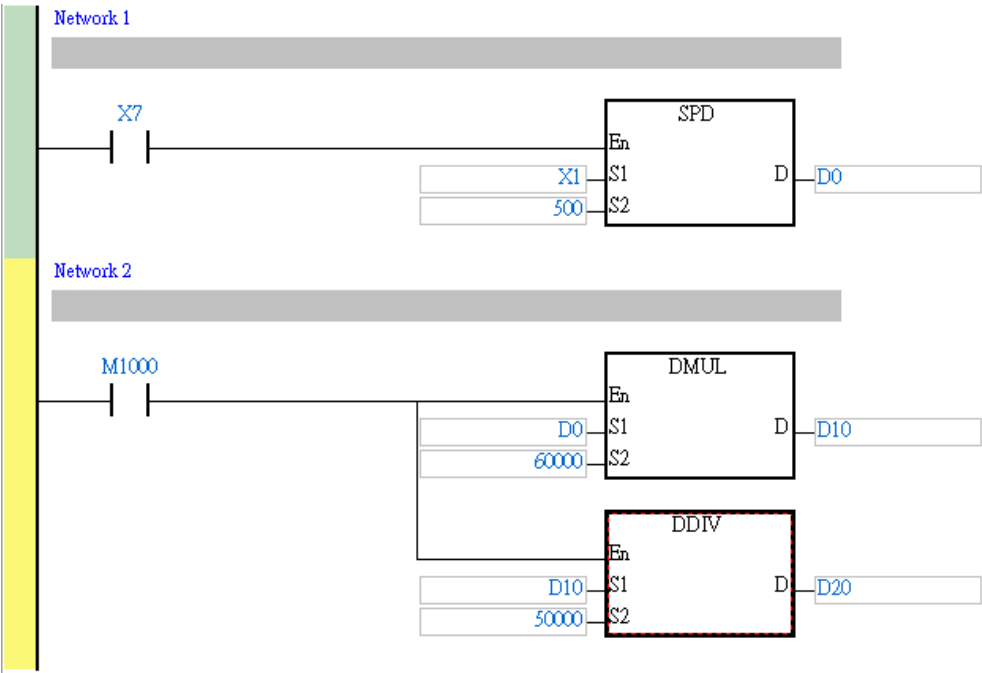 Network 1
X7
SPD
En
X1 S1 D D0
500 S2
Network 2
M1000
DMUL
En
D0 S1 D D10
60000 S2
DDIV
En
D10 S1 D D20
50000 S2